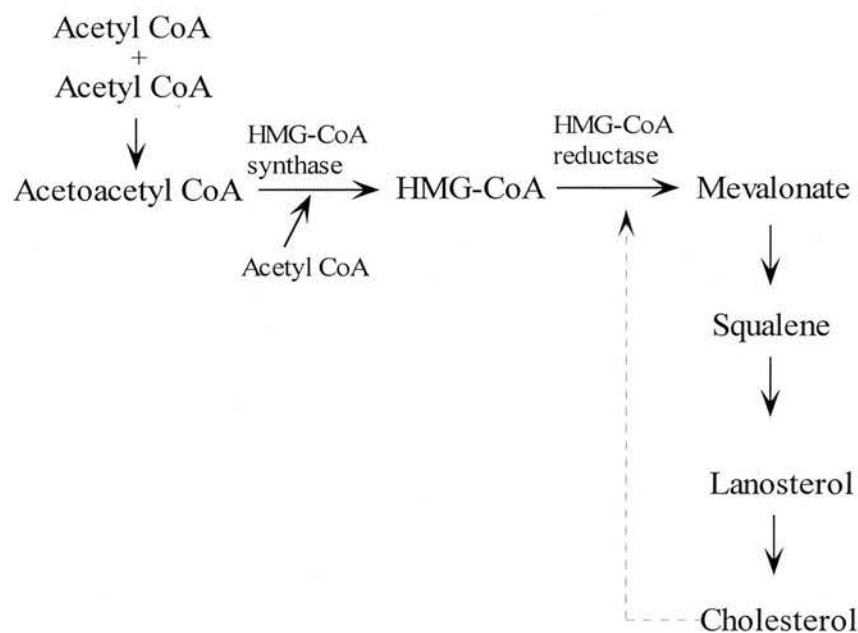 Acetyl CoA
+
Acetyl CoA
HMG-CoA
synthase
HMG-CoA
reductase
Acetoacetyl CoA
HMG-CoA
Mevalonate
Acetyl CoA
Squalene
Lanosterol
Cholesterol